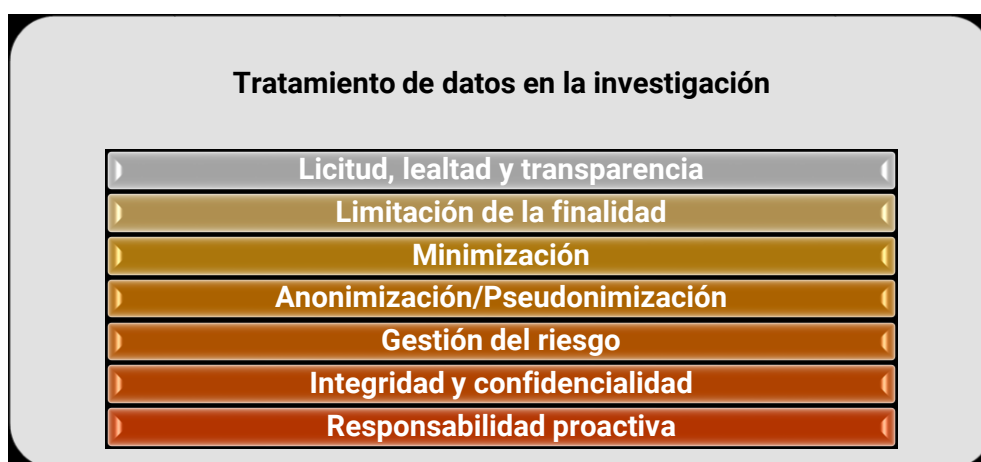 Tratamiento de datos en la investigación
Licitud, lealtad y transparencia
Limitación de la finalidad
Minimización
Anonimización/Pseudonimización
Gestión del riesgo
Integridad y confidencialidad
Responsabilidad proactiva